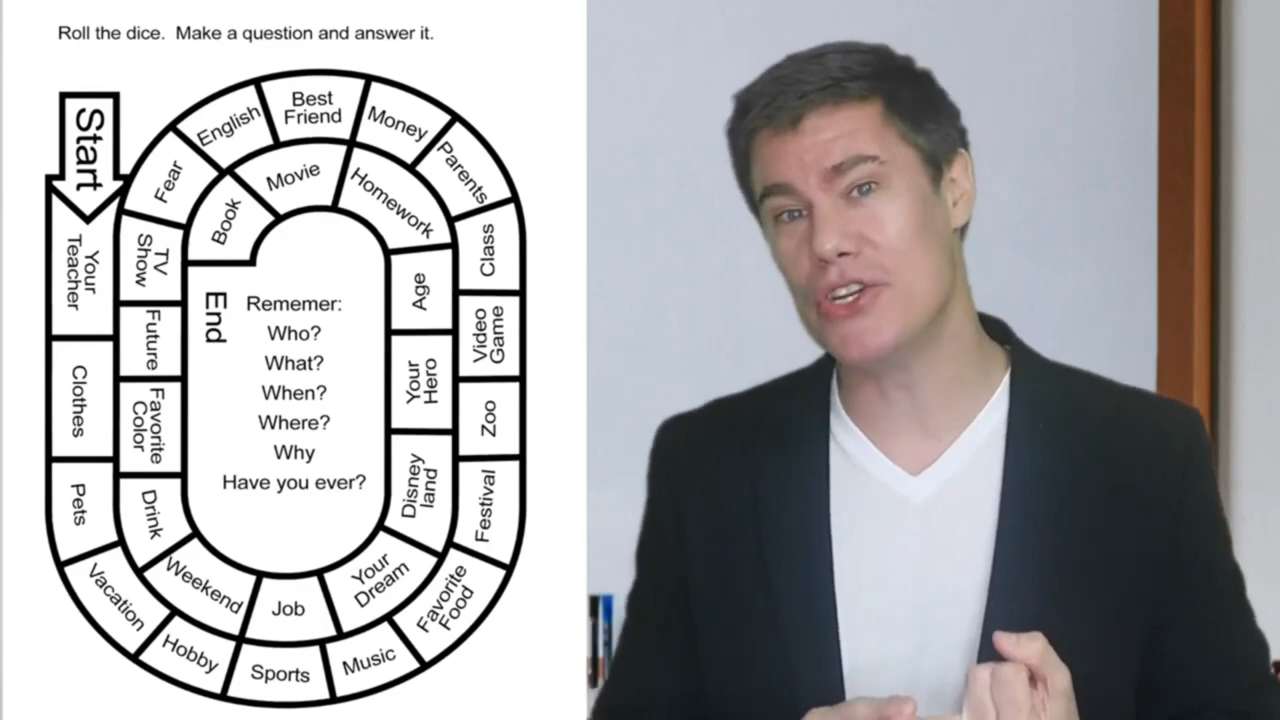 Roll the dice.  Make a question and answer it.
Start
Your
Teacher
Clothes
Pets
Vacation
Hobby
Sports
Music
Favorite
Food
Festival
Zoo
Video
Game
Class
Parents
Money
Best
Friend
English
Fear
TV
Show
Future
Favorite
Color
Drink
Weekend
Job
Your
Dream
Disney
land
Your
Hero
Age
Homework
Movie
Book
End
Rememer:
Who?
What?
When?
Where?
Why
Have you ever?